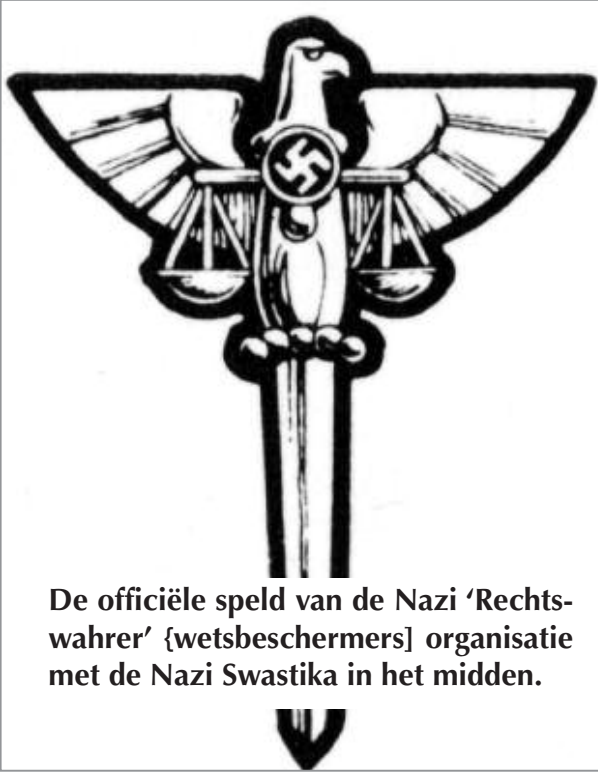 De officiële speld van de Nazi ‘Rechts-
wahrer’ {wetsbeschermers] organisatie
met de Nazi Swastika in het midden.